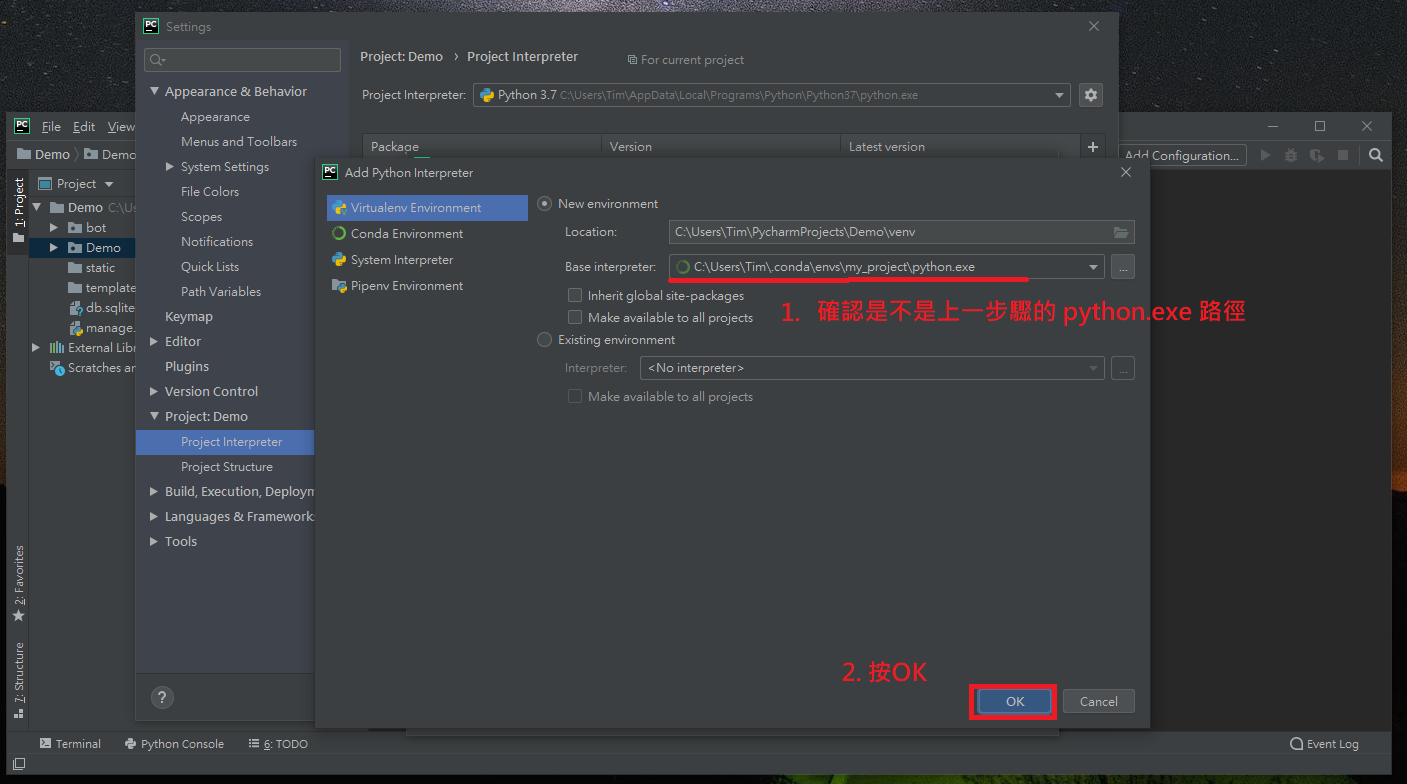 Settings
Project: Demo › Project Interpreter
For current project
Project Interpreter: Python 3.7 C:\Users\Tim\AppData\Local\Programs\Python\Python37\python.exe
Package Version Latest version
Appearance & Behavior
Appearance
Menus and Toolbars
System Settings
File Colors
Scopes
Notifications
Quick Lists
Path Variables
Keymap
Editor
Plugins
Version Control
Project: Demo
Project Interpreter
Project Structure
Build, Execution, Deploym
Languages & Frameworks
Tools
?
File Edit View
Demo Demo
Add Configuration...
1: Project
Project
Demo C:\Us
bot
Demo
static
template
db.sqlite
manage.
External Libr
Scratches an
2: Favorites
7: Structure
Add Python Interpreter
Virtualenv Environment
Conda Environment
System Interpreter
Pipenv Environment
New environment
Location: C:\Users\Tim\PycharmProjects\Demo\venv
Base interpreter: C:\Users\Tim\.conda\envs\my_project\python.exe ...
Inherit global site-packages
Make available to all projects
1. 確認是不是上一步驟的 python.exe 路徑
Existing environment
Interpreter: <No interpreter> ...
Make available to all projects
2. 按OK
OK Cancel
Terminal Python Console 6: TODO Event Log